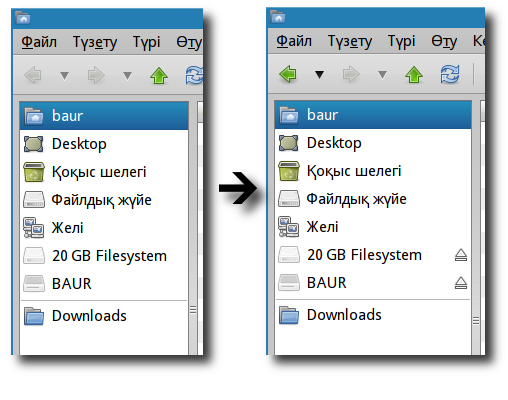 Файл Түзету Түрі Өту
baur
Desktop
Қоқыс шелегі
Файлдық жүйе
Желі
20 GB Filesystem
BAUR
Downloads
Файл Түзету Түрі Өту
baur
Desktop
Қоқыс шелегі
Файлдық жүйе
Желі
20 GB Filesystem
BAUR
Downloads